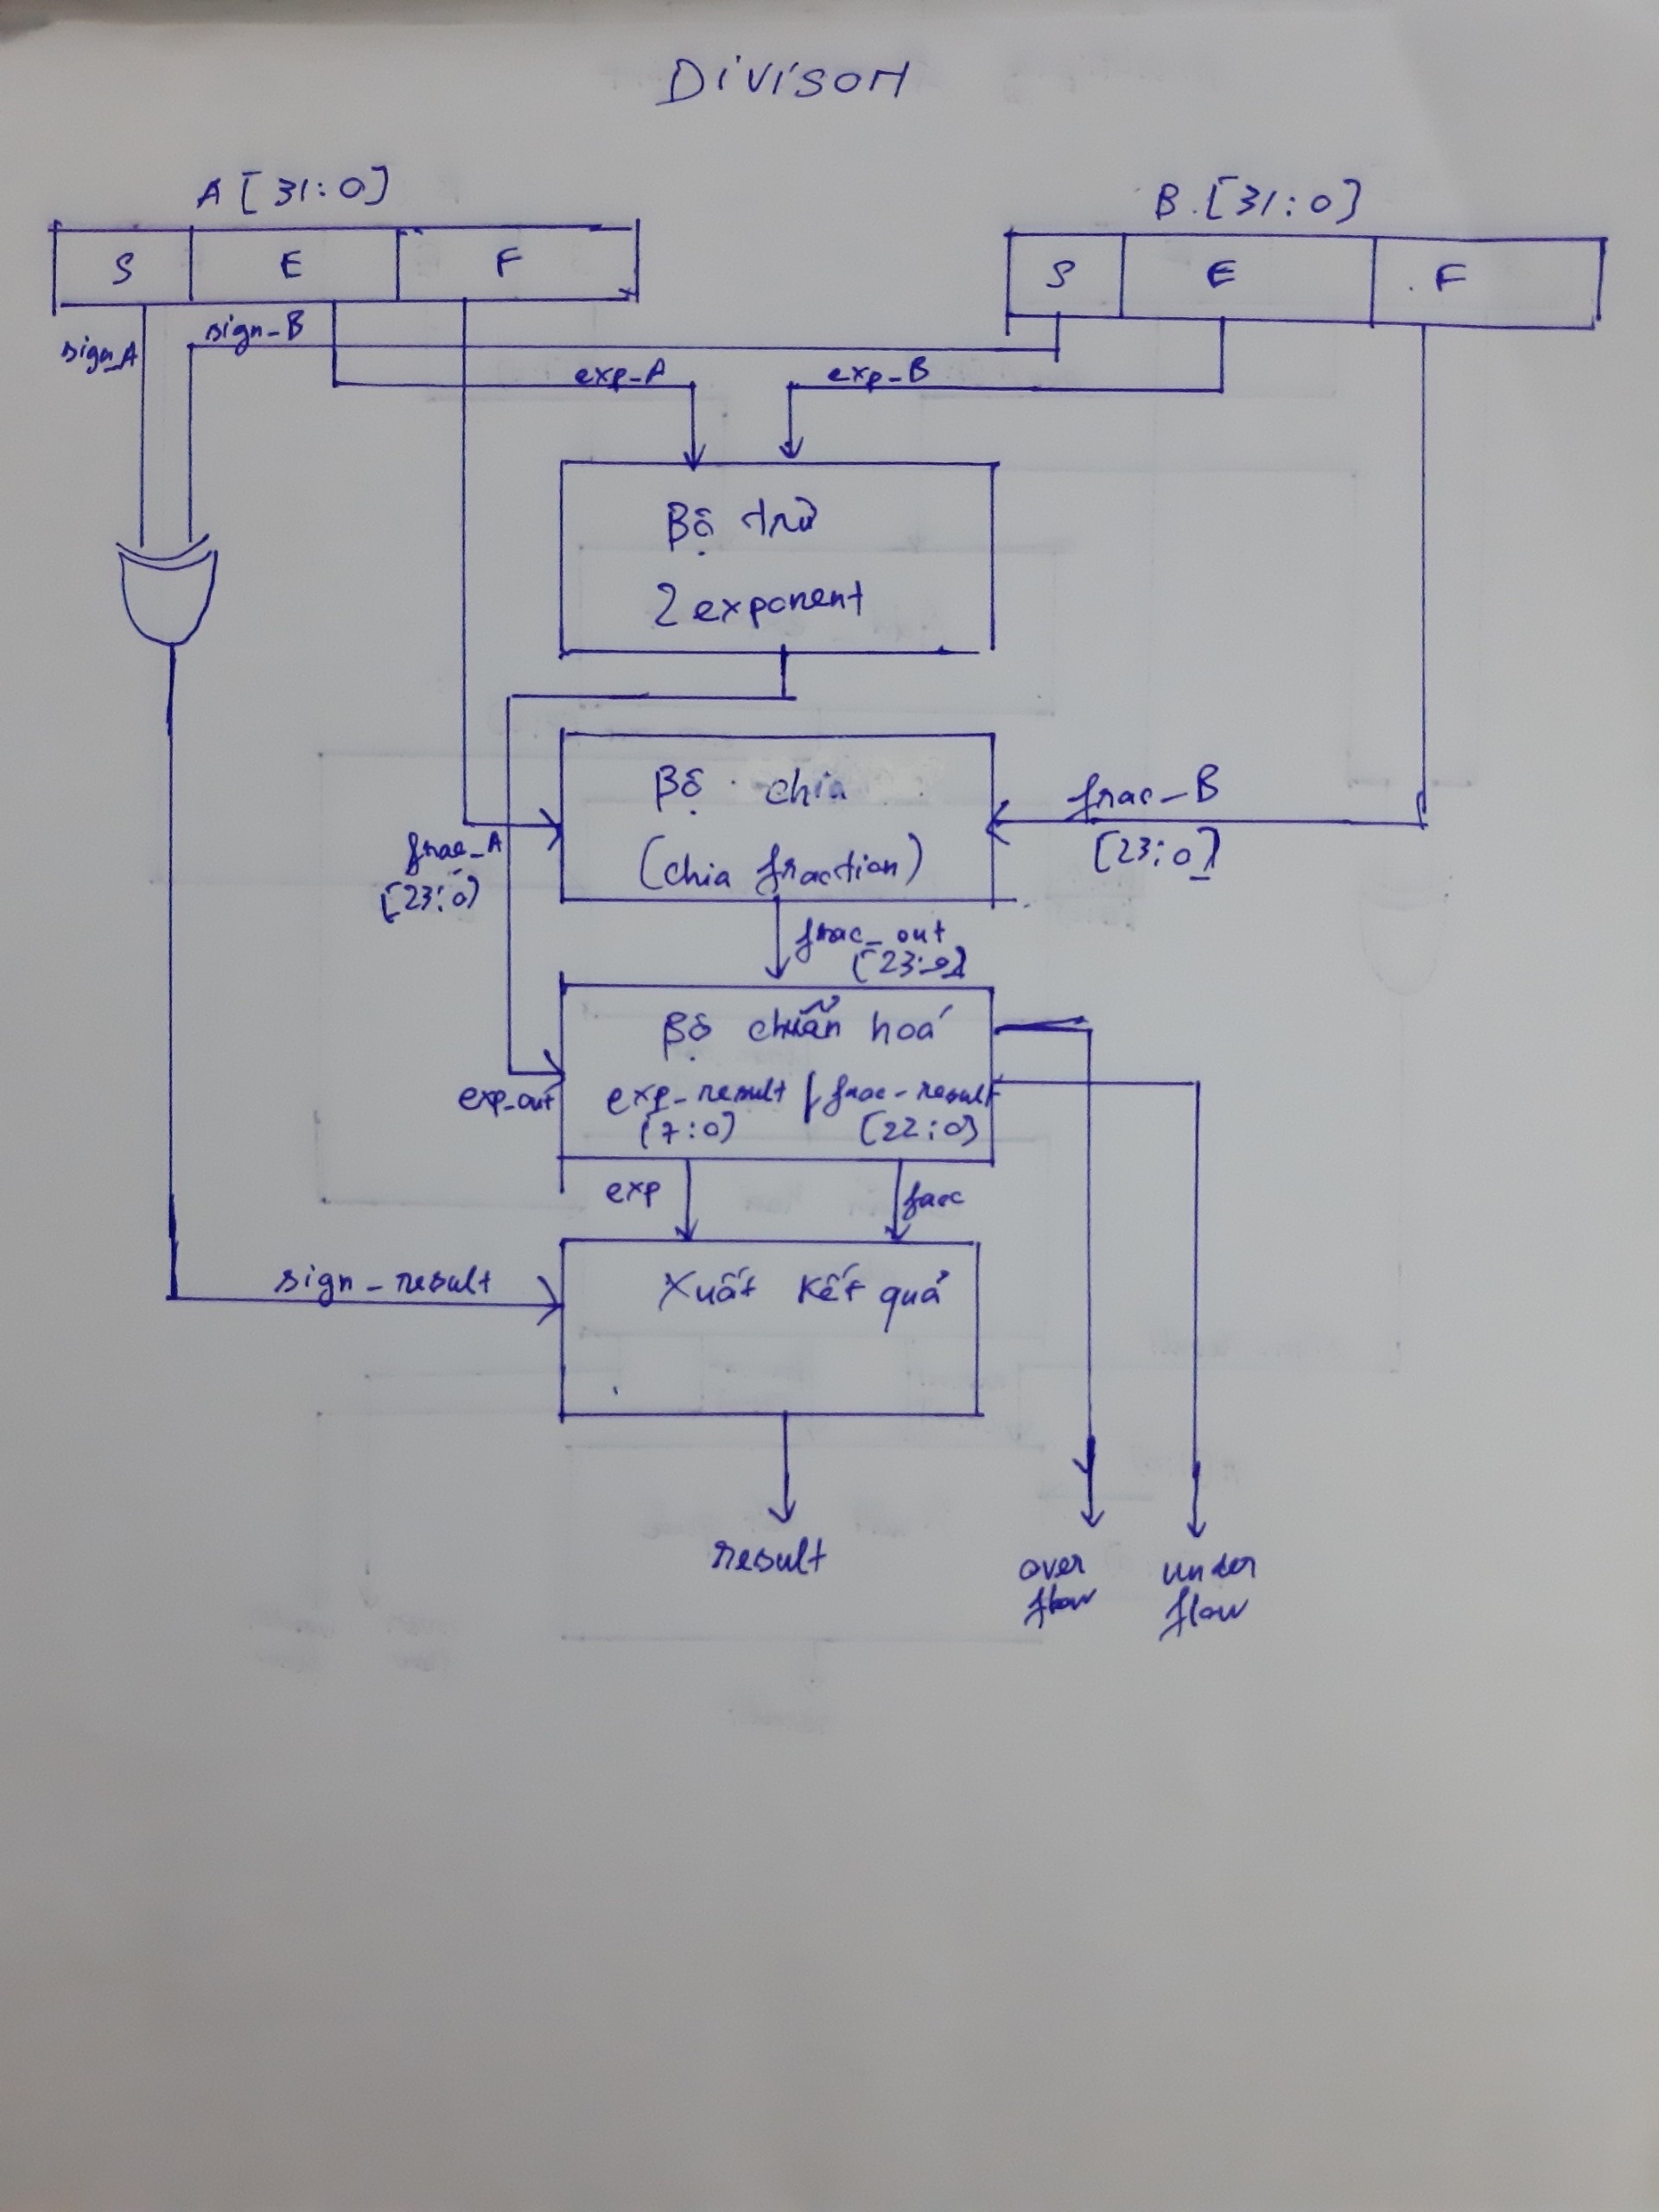 Divisor
A [31:0]
B.[31:0]
S E F
S E F
sign_A
sign_B
exp_A
exp_B
Bộ trừ
2 exponent
Bộ chia
(chia fraction)
frac_A
[23:0]
frac_B
[23:0]
frac_out
[23:0]
Bộ chuẩn hoá
exp_out
exp_result / frac_result
[7:0] [22:0]
exp
frac
sign_result
Xuất kết quả
result
over
flow
under
flow